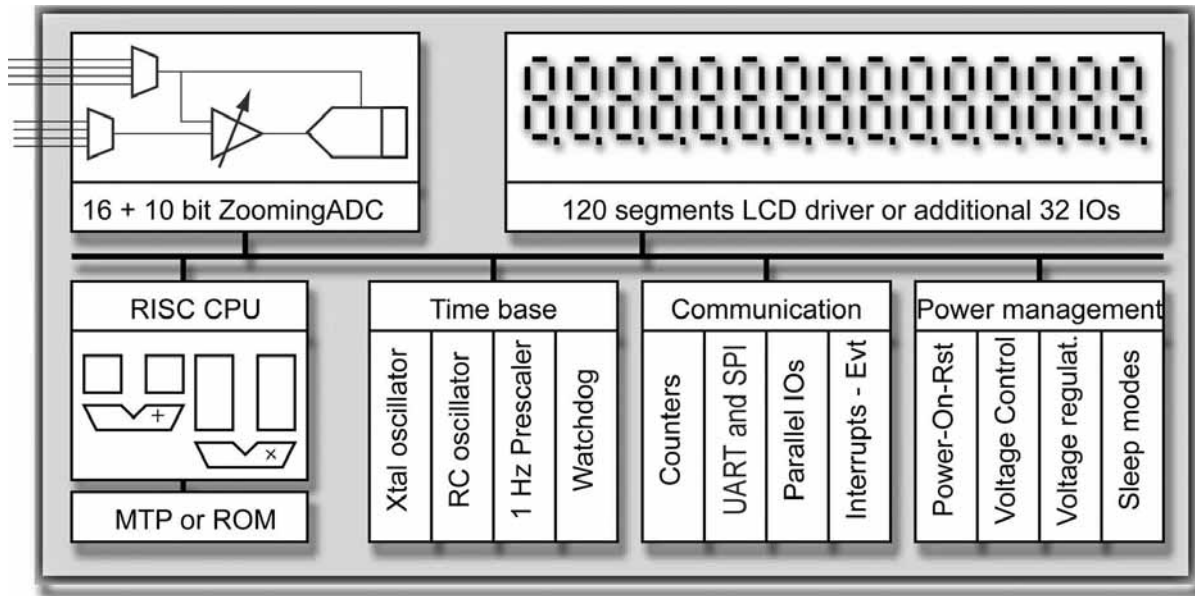 16 + 10 bit ZoomingADC
120 segments LCD driver or additional 32 IOs
RISC CPU
+
×
MTP or ROM
Time base
Xtal oscillator
RC oscillator
1 Hz Prescaler
Watchdog
Communication
Counters
UART and SPI
Parallel IOs
Interrupts - Evt
Power management
Power-On-Rst
Voltage Control
Voltage regulat.
Sleep modes